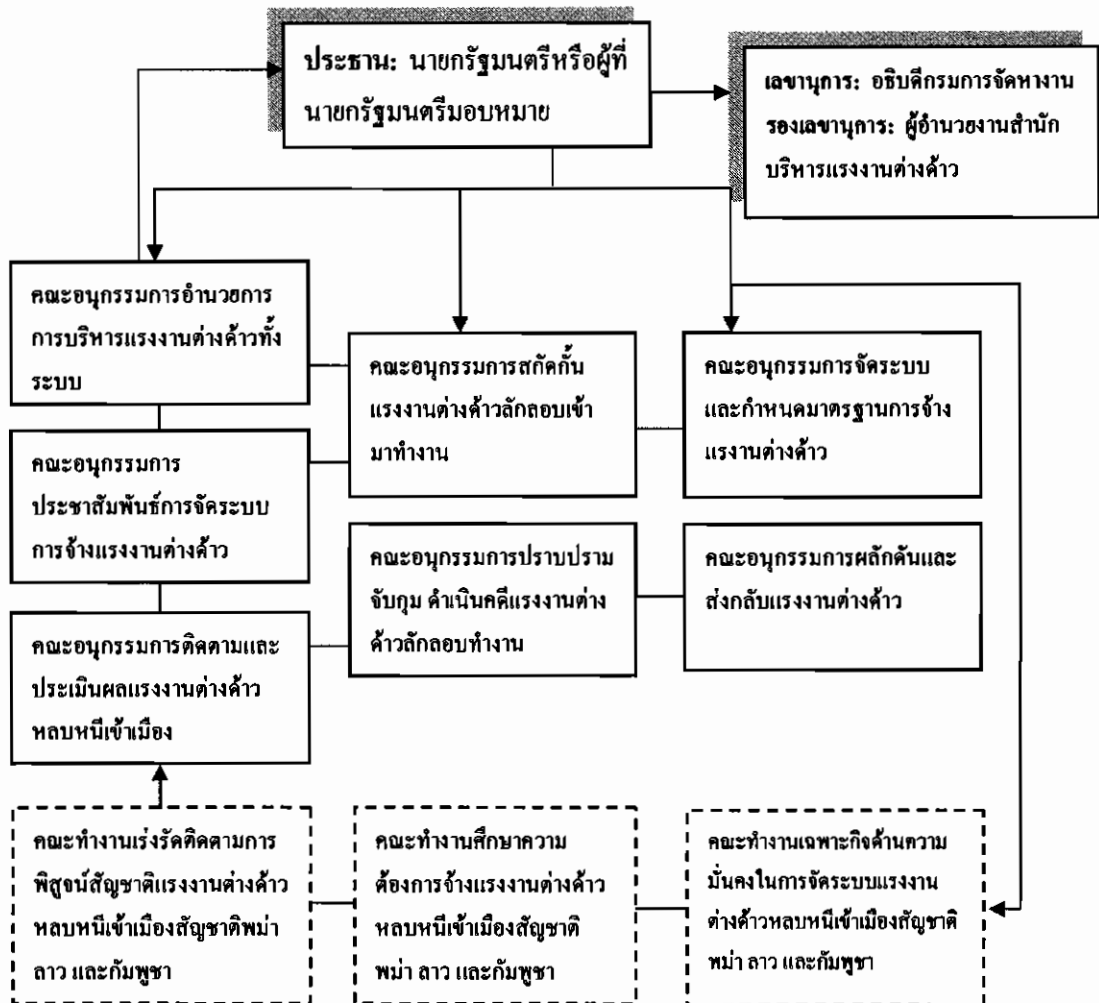 ประธาน: นายกรัฐมนตรีหรือผู้ที่
นายกรัฐมนตรีมอบหมาย
เลขานุการ: อธิบดีกรมการจัดหางาน
รองเลขานุการ: ผู้อำนวยงานสำนัก
บริหารแรงงานต่างด้าว
คณะอนุกรรมการอำนวยการ
การบริหารแรงงานต่างด้าวทั้ง
ระบบ
คณะอนุกรรมการสกัดกั้น
แรงงานต่างด้าวลักลอบเข้า
มาทำงาน
คณะอนุกรรมการจัดระบบ
และกำหนดมาตรฐานการจ้าง
แรงานต่างด้าว
คณะอนุกรรมการ
ประชาสัมพันธ์การจัดระบบ
การจ้างแรงงานต่างด้าว
คณะอนุกรรมการปราบปราม
จับกุม ดำเนินคดีแรงงานต่าง
ด้าวลักลอบทำงาน
คณะอนุกรรมการผลักดันและ
ส่งกลับแรงงานต่างด้าว
คณะอนุกรรมการติดตามและ
ประเมินผลแรงงานต่างด้าว
หลบหนีเข้าเมือง
คณะทำงานเร่งรัดติดตามการ
พิสูจน์สัญชาติแรงงานต่างด้าว
หลบหนีเข้าเมืองสัญชาติพม่า
ลาว และกัมพูชา
คณะทำงานศึกษาความ
ต้องการจ้างแรงงานต่างด้าว
หลบหนีเข้าเมืองสัญชาติ
พม่า ลาว และกัมพูชา
คณะทำงานเฉพาะกิจด้านความ
มั่นคงในการจัดระบบแรงงาน
ต่างด้าวหลบหนีเข้าเมืองสัญชาติ
พม่า ลาว และกัมพูชา